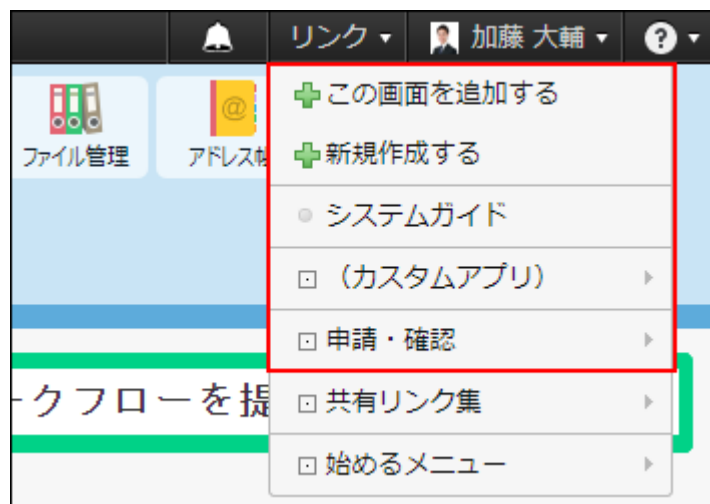 リンク 加藤 大輔 ?
ファイル管理
アドレス帳
@
この画面を追加する
新規作成する
システムガイド
(カスタムアプリ)
申請・確認
共有リンク集
始めるメニュー
ークフローを提